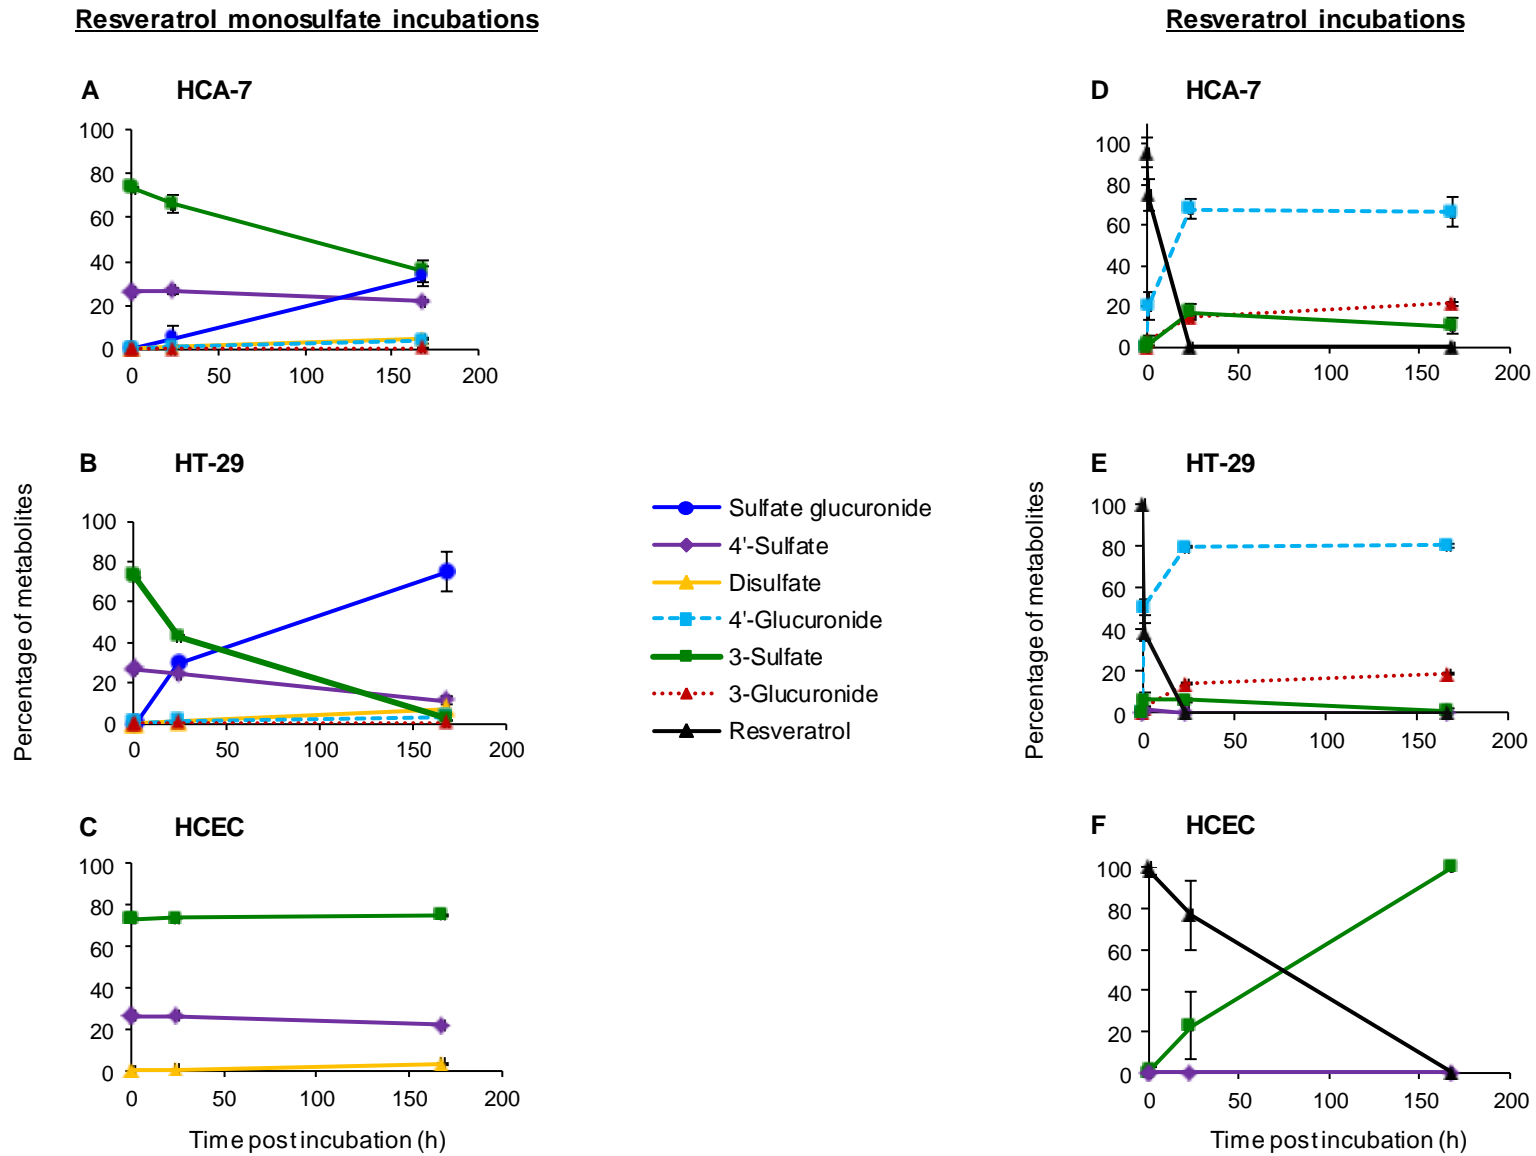 Resveratrol monosulfate incubations
Resveratrol incubations
A HCA-7
100
80
60
40
20
0
0 50 100 150 200
D HCA-7
100
80
60
40
20
0
0 50 100 150 200
Percentage of metabolites
B HT-29
100
80
60
40
20
0
0 50 100 150 200
Sulfate glucuronide
4'-Sulfate
Disulfate
4'-Glucuronide
3-Sulfate
3-Glucuronide
Resveratrol
Percentage of metabolites
E HT-29
100
80
60
40
20
0
0 50 100 150 200
C HCEC
100
80
60
40
20
0
0 50 100 150 200
Time post incubation (h)
F HCEC
100
80
60
40
20
0
0 50 100 150 200
Time post incubation (h)